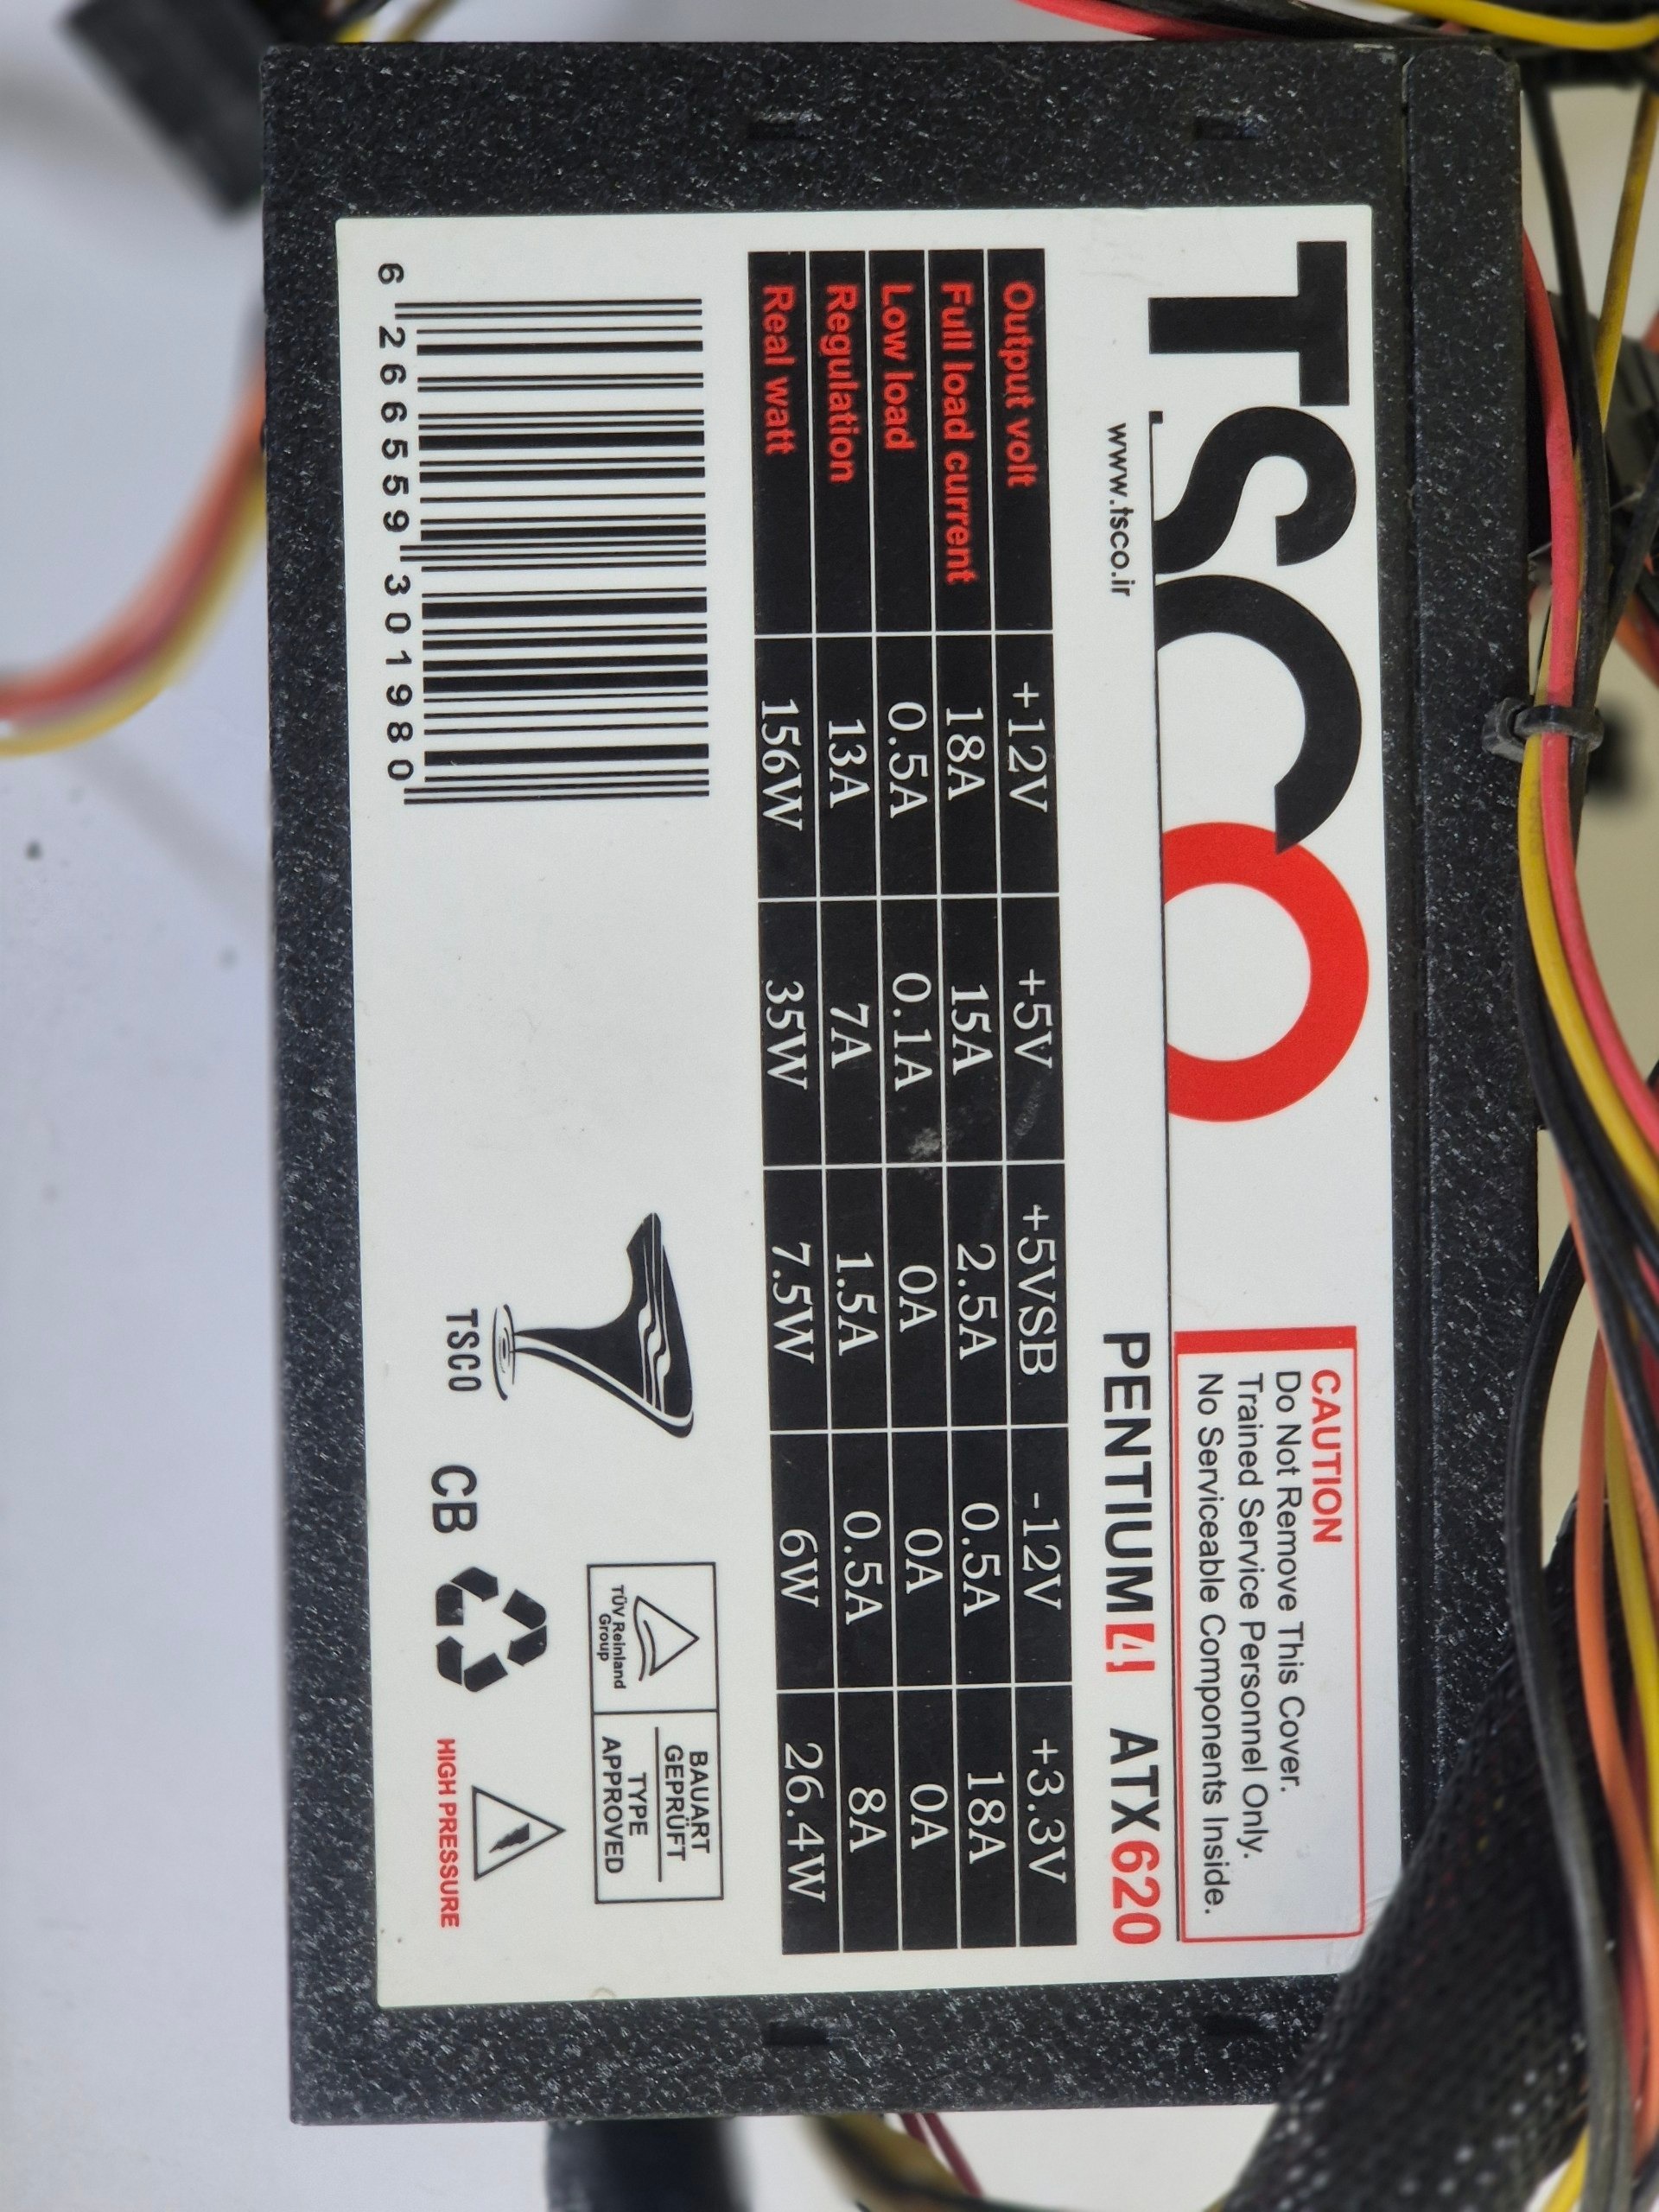 TSCO
www.tsco.ir
CAUTION
Do Not Remove This Cover.
Trained Service Personnel Only.
No Serviceable Components Inside.
PENTIUM 4 ATX620
Output volt +12V +5V +5VSB -12V +3.3V
Full load current 18A 15A 2.5A 0.5A 18A
Low load 0.5A 0.1A 0A 0A 0A
Regulation 13A 7A 1.5A 0.5A 8A
Real watt 156W 35W 7.5W 6W 26.4W
6 266559 301980
TSCO
CB
TÜV Reinland
Group
BAUART
GEPRÜFT
TYPE
APPROVED
HIGH PRESSURE